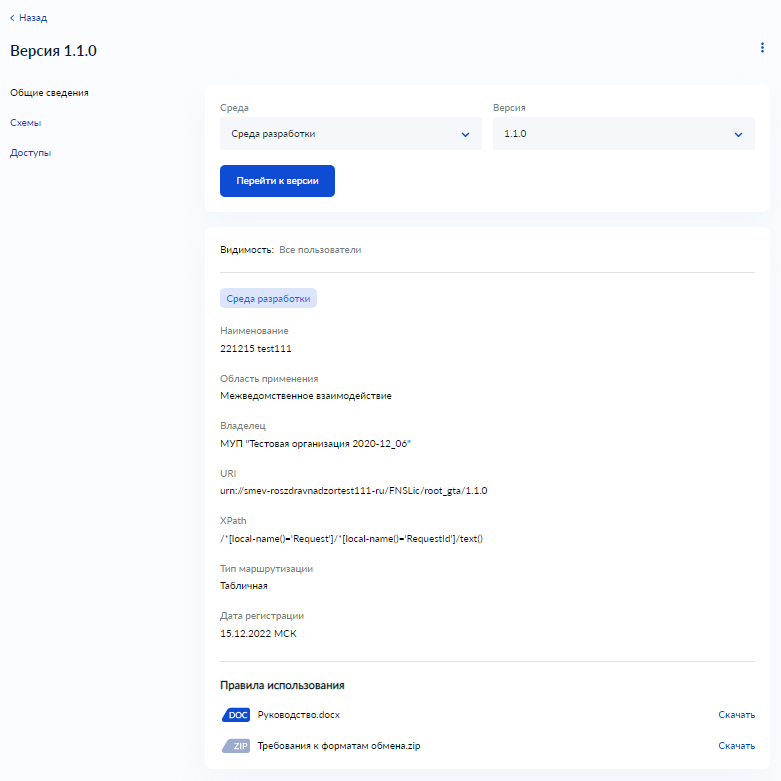 Назад
Версия 1.1.0
Общие сведения
Схемы
Доступы
Среда
Версия
Среда разработки
1.1.0
Перейти к версии
Видимость: Все пользователи
Среда разработки
Наименование
221215 test111
Область применения
Межведомственное взаимодействие
Владелец
МУП "Тестовая организация 2020-12_06"
URI
urn://smev-roszdravnadzortest111-ru/FNSLic/root_gta/1.1.0
XPath
/*[local-name()='Request']/*[local-name()='RequestId']/text()
Тип маршрутизации
Табличная
Дата регистрации
15.12.2022 МСК
Правила использования
DOC Руководство.docx Скачать
ZIP Требования к форматам обмена.zip Скачать